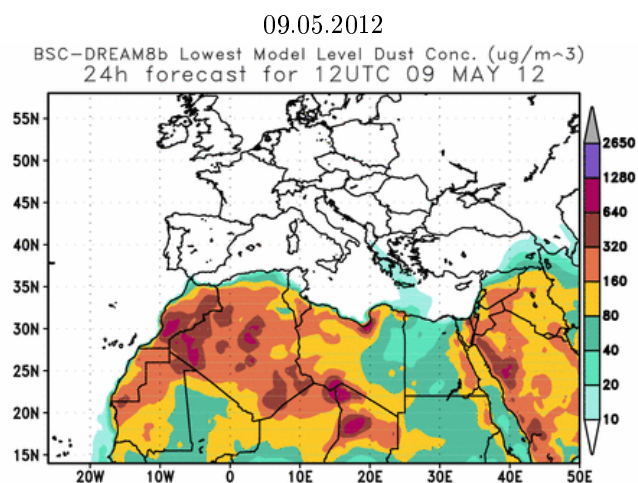 09.05.2012
BSC-DREAM8b Lowest Model Level Dust Conc. (ug/m^3)
24h forecast for 12UTC 09 MAY 12
55N
50N
45N
40N
35N
30N
25N
20N
15N
20W
10W
0
10E
20E
30E
40E
50E
2650
1280
640
320
160
80
40
20
10